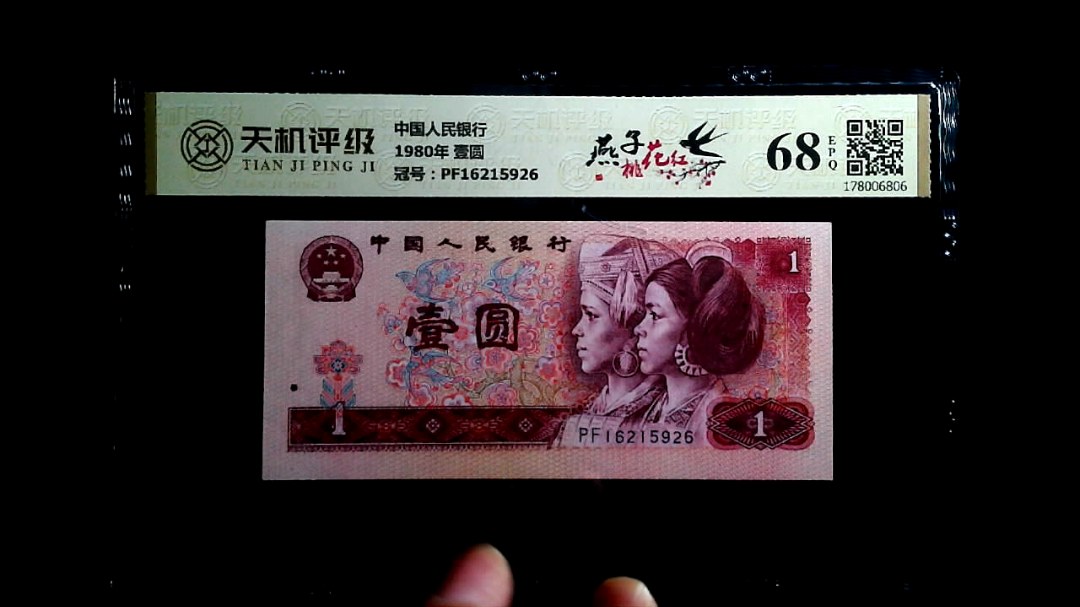 天机评级
TIAN JI PING JI
中国人民银行
1980年 壹圆
冠号：PF16215926
燕子
桃花红
68
EPQ
178006806
中国人民银行
壹圆
1
1
1
PF16215926